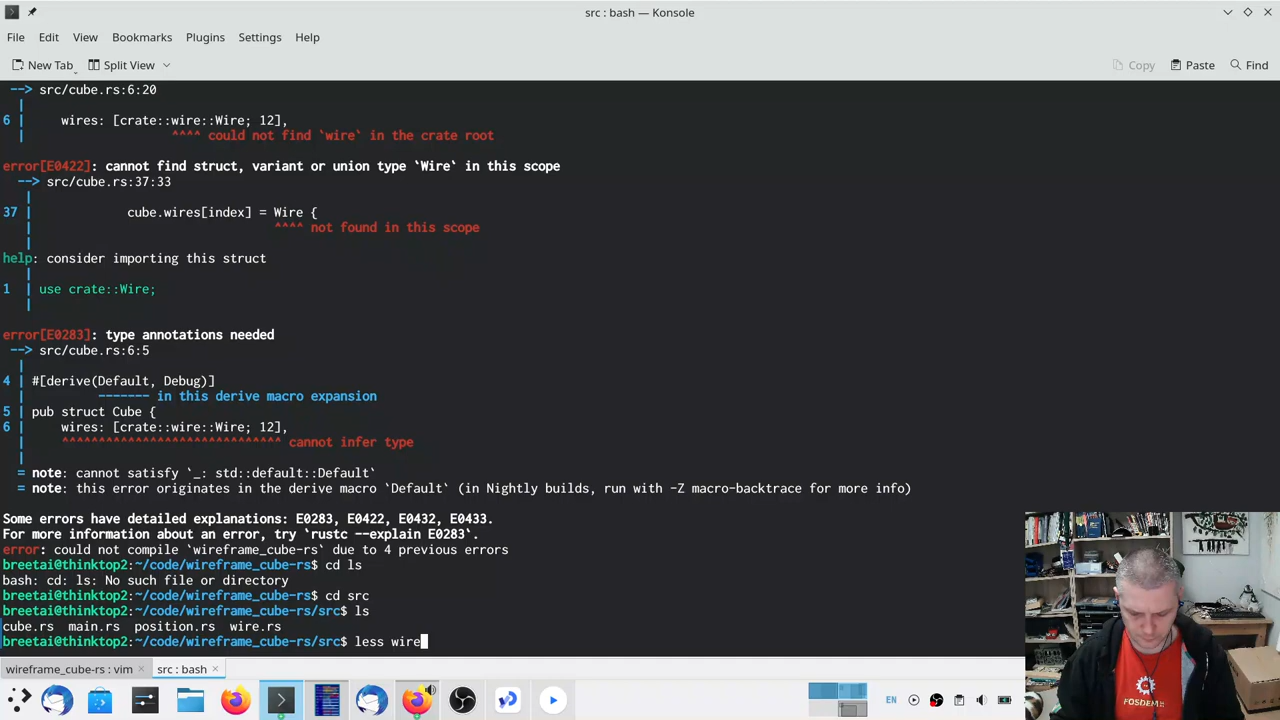 src : bash — Konsole
File Edit View Bookmarks Plugins Settings Help
New Tab Split View Copy Paste Find
--> src/cube.rs:6:20
|
6 | wires: [crate::wire::Wire; 12],
| ^^^^ could not find `wire` in the crate root
error[E0422]: cannot find struct, variant or union type `Wire` in this scope
--> src/cube.rs:37:33
|
37 | cube.wires[index] = Wire {
| ^^^^ not found in this scope
|
help: consider importing this struct
|
1 | use crate::Wire;
|
error[E0283]: type annotations needed
--> src/cube.rs:6:5
|
4 | #[derive(Default, Debug)]
| ------- in this derive macro expansion
5 | pub struct Cube {
6 | wires: [crate::wire::Wire; 12],
| ^^^^^^^^^^^^^^^^^^^^^^^^^^^^^^ cannot infer type
|
= note: cannot satisfy `_: std::default::Default`
= note: this error originates in the derive macro `Default` (in Nightly builds, run with -Z macro-backtrace for more info)
Some errors have detailed explanations: E0283, E0422, E0432, E0433.
For more information about an error, try `rustc --explain E0283`.
error: could not compile `wireframe_cube-rs` due to 4 previous errors
breetai@thinktop2:~/code/wireframe_cube-rs$ cd ls
bash: cd: ls: No such file or directory
breetai@thinktop2:~/code/wireframe_cube-rs$ cd src
breetai@thinktop2:~/code/wireframe_cube-rs/src$ ls
cube.rs main.rs position.rs wire.rs
breetai@thinktop2:~/code/wireframe_cube-rs/src$ less wire
wireframe_cube-rs : vim src : bash
EN
FOSDEM